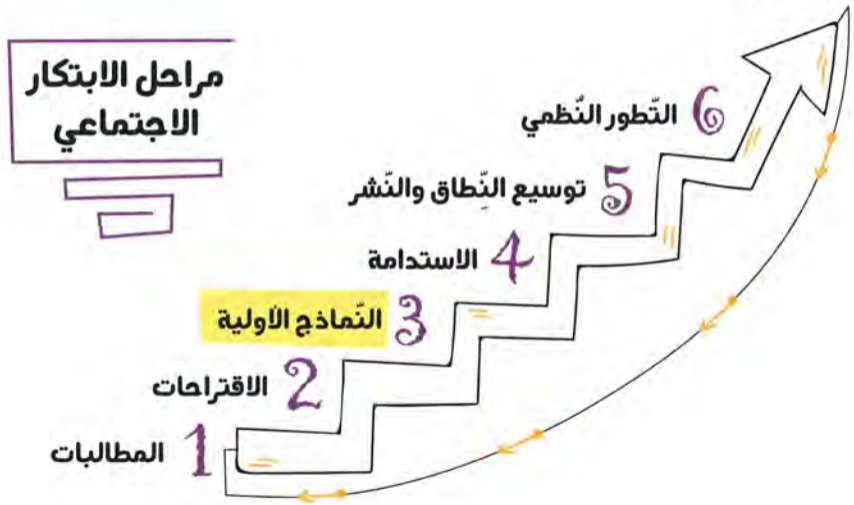 مراحل الابتكار
الاجتماعي
6 التّطور النّظمي
5 توسيع النِّطاق والنّشر
4 الاستدامة
3 النّماذج الأولية
2 الاقتراحات
1 المطالبات